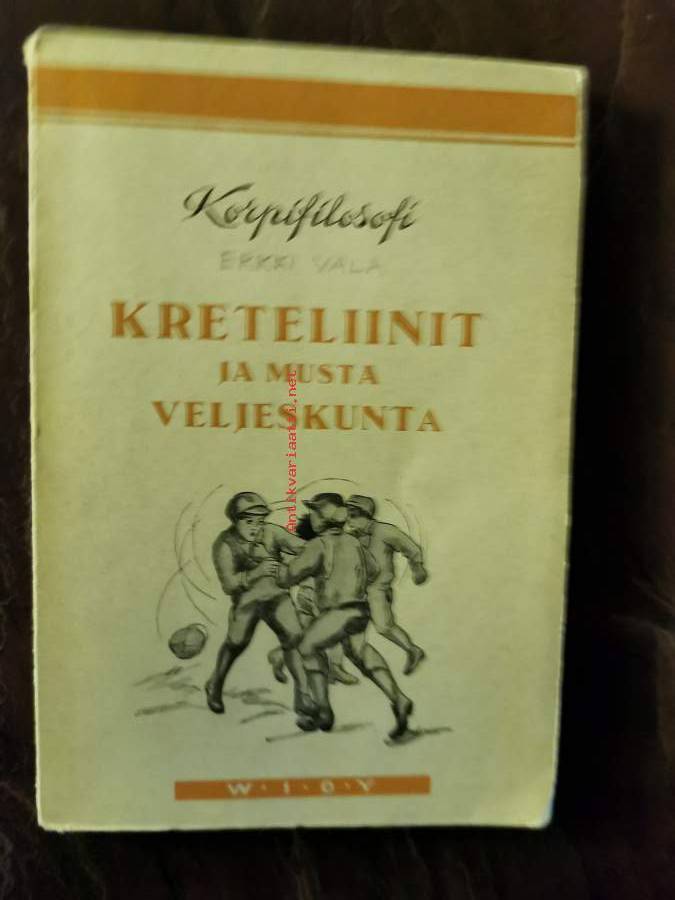 Korpifilosofi
ERKKI VALA
KRETELIINIT
JA MUSTA
VELJESKUNTA
Antikvariaatti.net
W·I·O·Y